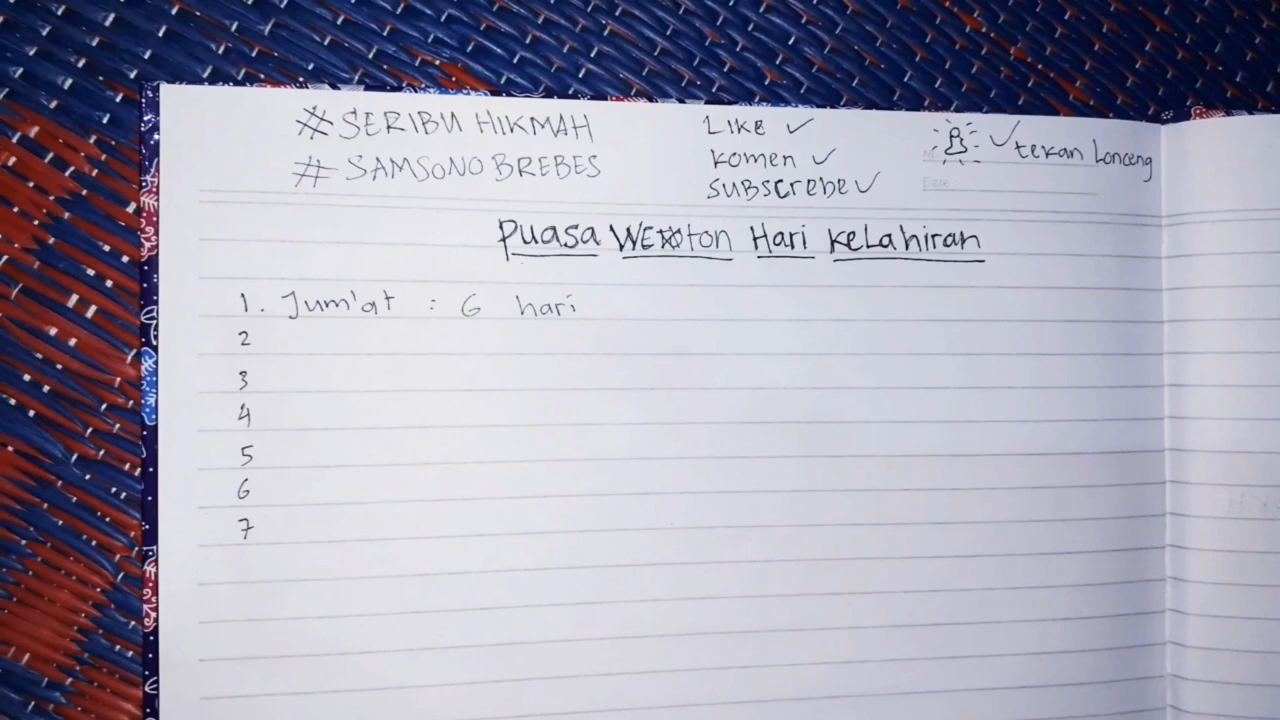 #SERIBU HIKMAH
#SAMSONO BREBES
LIKE ✓
Komen ✓
SUBSCREBE ✓
✓ tekan Lonceng
Date:
Puasa Weton Hari Kelahiran
1. Jum'at : 6 hari
2
3
4
5
6
7